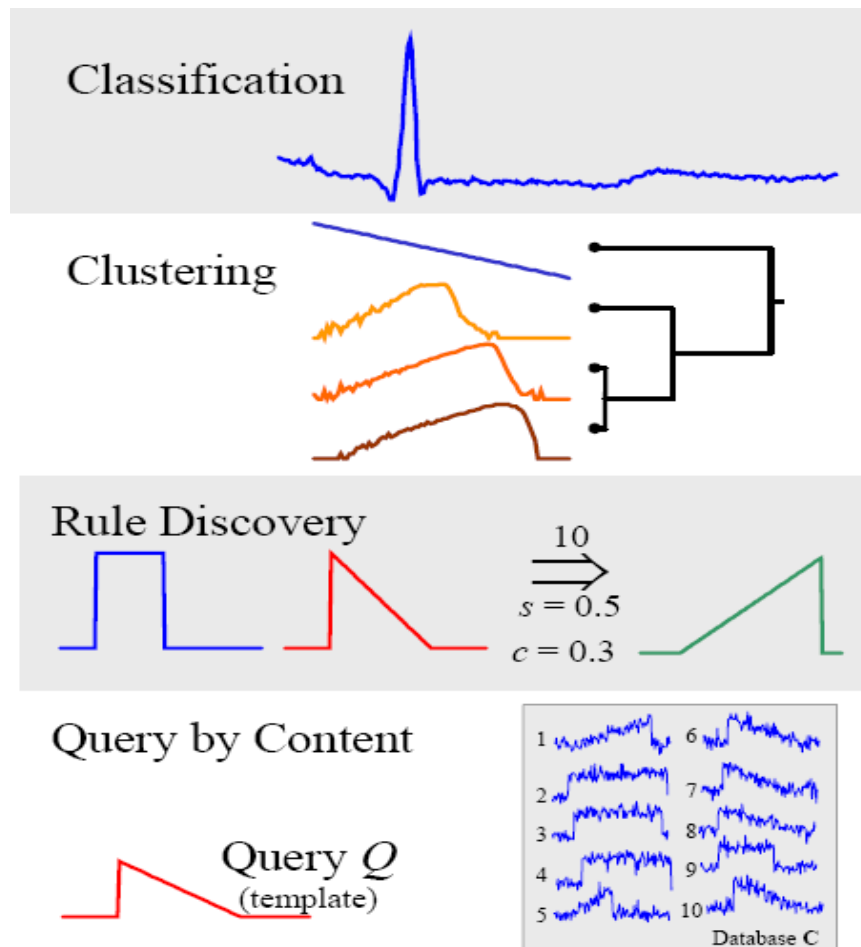 Classification
Clustering
Rule Discovery
10
s = 0.5
c = 0.3
Query by Content
Query Q
(template)
1
2
3
4
5
6
7
8
9
10
Database C